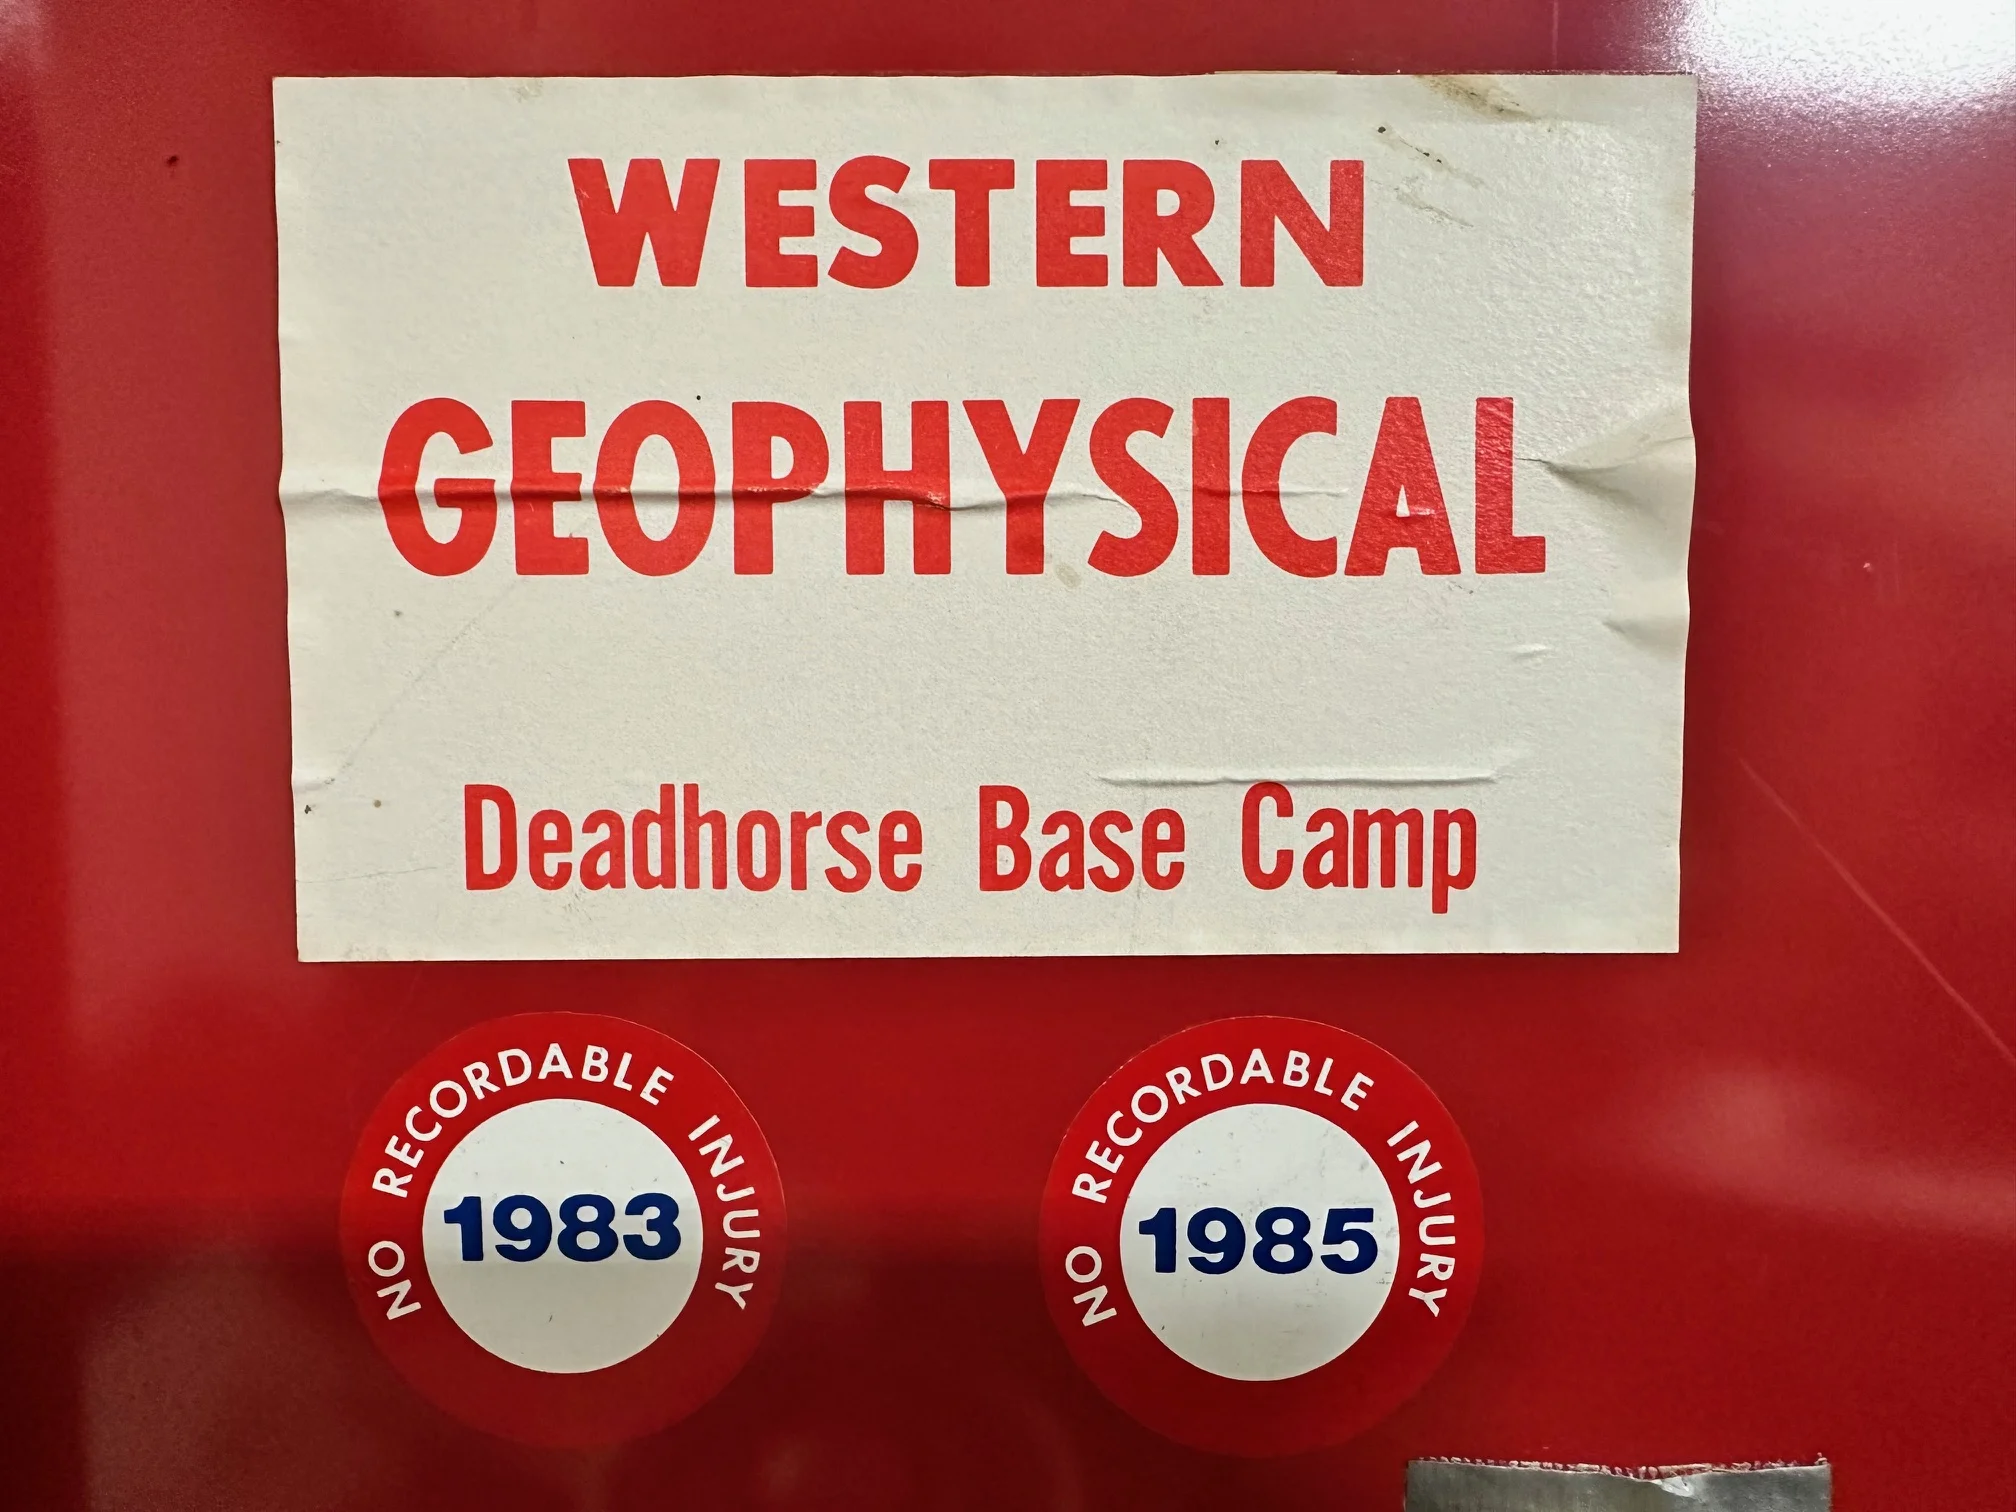 WESTERN
GEOPHYSICAL
Deadhorse Base Camp
NO RECORDABLE INJURY
1983
NO RECORDABLE INJURY
1985